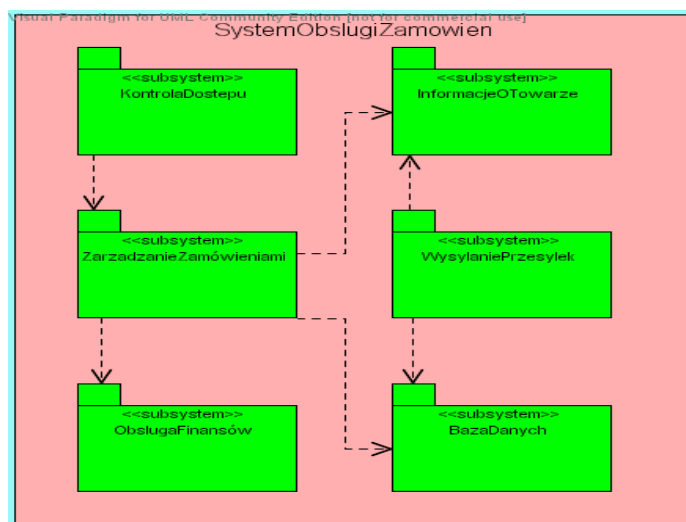 Visual Paradigm for UML Community Edition [not for commercial use]
SystemObslugiZamowien
<<subsystem>>
KontrolaDostepu
<<subsystem>>
InformacjeOTowarze
<<subsystem>>
ZarzadzanieZamówieniami
<<subsystem>>
WysylaniePrzesylek
<<subsystem>>
ObslugaFinansów
<<subsystem>>
BazaDanych